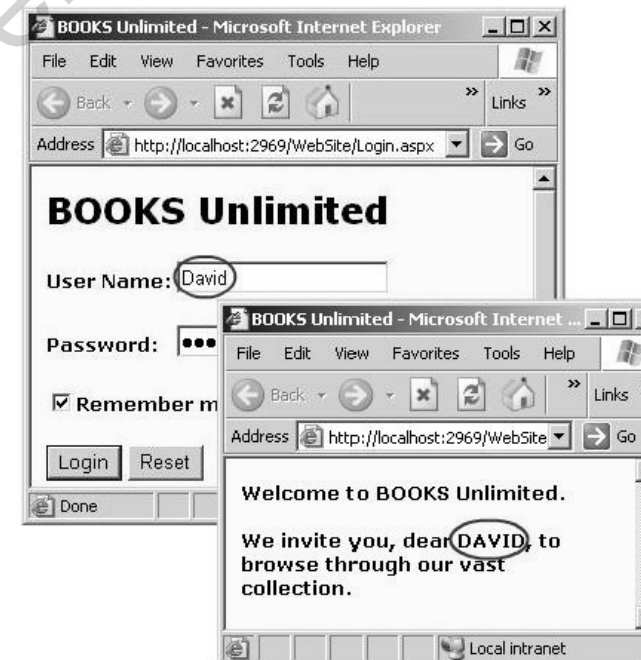 BOOKS Unlimited - Microsoft Internet Explorer
File Edit View Favorites Tools Help
Back
Links
Address http://localhost:2969/WebSite/Login.aspx Go
BOOKS Unlimited
User Name: David
Password:
Remember m
Login Reset
Done
BOOKS Unlimited - Microsoft Internet ...
File Edit View Favorites Tools Help
Back
Links
Address http://localhost:2969/WebSite Go
Welcome to BOOKS Unlimited.
We invite you, dear DAVID, to
browse through our vast
collection.
Local intranet